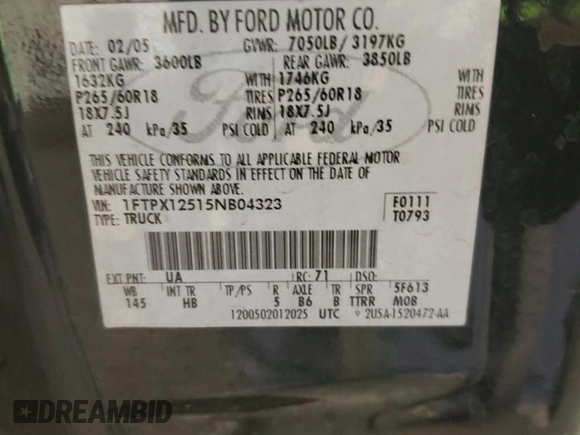 MFD. BY FORD MOTOR CO.
DATE: 02/05 GVWR: 7050LB/ 3197KG
FRONT GAWR: 3600LB REAR GAWR: 3850LB
1632KG WITH 1746KG WITH
P265/60R18 TIRES P265/60R18 TIRES
18X7.5J RIMS 18X7.5J RIMS
AT 240 kPa/35 PSI COLD AT 240 kPa/35 PSI COLD
THIS VEHICLE CONFORMS TO ALL APPLICABLE FEDERAL MOTOR
VEHICLE SAFETY STANDARDS IN EFFECT ON THE DATE OF
MANUFACTURE SHOWN ABOVE.
VIN: 1FTPX12515NB04323 F0111
TYPE: TRUCK T0793
EXT PNT: UA RC: 71 DSO:
WB INT TR TP/PS R AXLE TR SPR 5F613
145 HB 5 B6 B TTRR MOB
1200502012025 UTC 2U5A-1520472-AA
Ford
DREAMBID